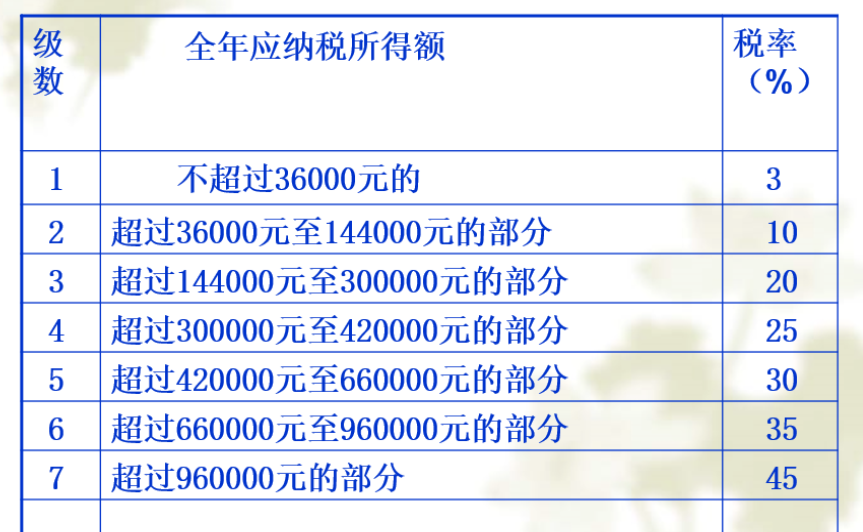 级数 全年应纳税所得额 税率（%）
1 不超过36000元的 3
2 超过36000元至144000元的部分 10
3 超过144000元至300000元的部分 20
4 超过300000元至420000元的部分 25
5 超过420000元至660000元的部分 30
6 超过660000元至960000元的部分 35
7 超过960000元的部分 45